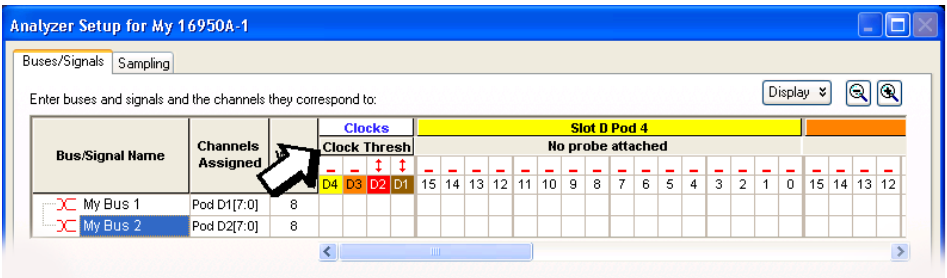 Analyzer Setup for My 16950A-1
Buses/Signals Sampling
Enter buses and signals and the channels they correspond to:
Display
Bus/Signal Name Channels Assigned Clocks Slot D Pod 4
Clock Thresh No probe attached
D4 D3 D2 D1 15 14 13 12 11 10 9 8 7 6 5 4 3 2 1 0 15 14 13 12
My Bus 1 Pod D1[7:0] 8
My Bus 2 Pod D2[7:0] 8